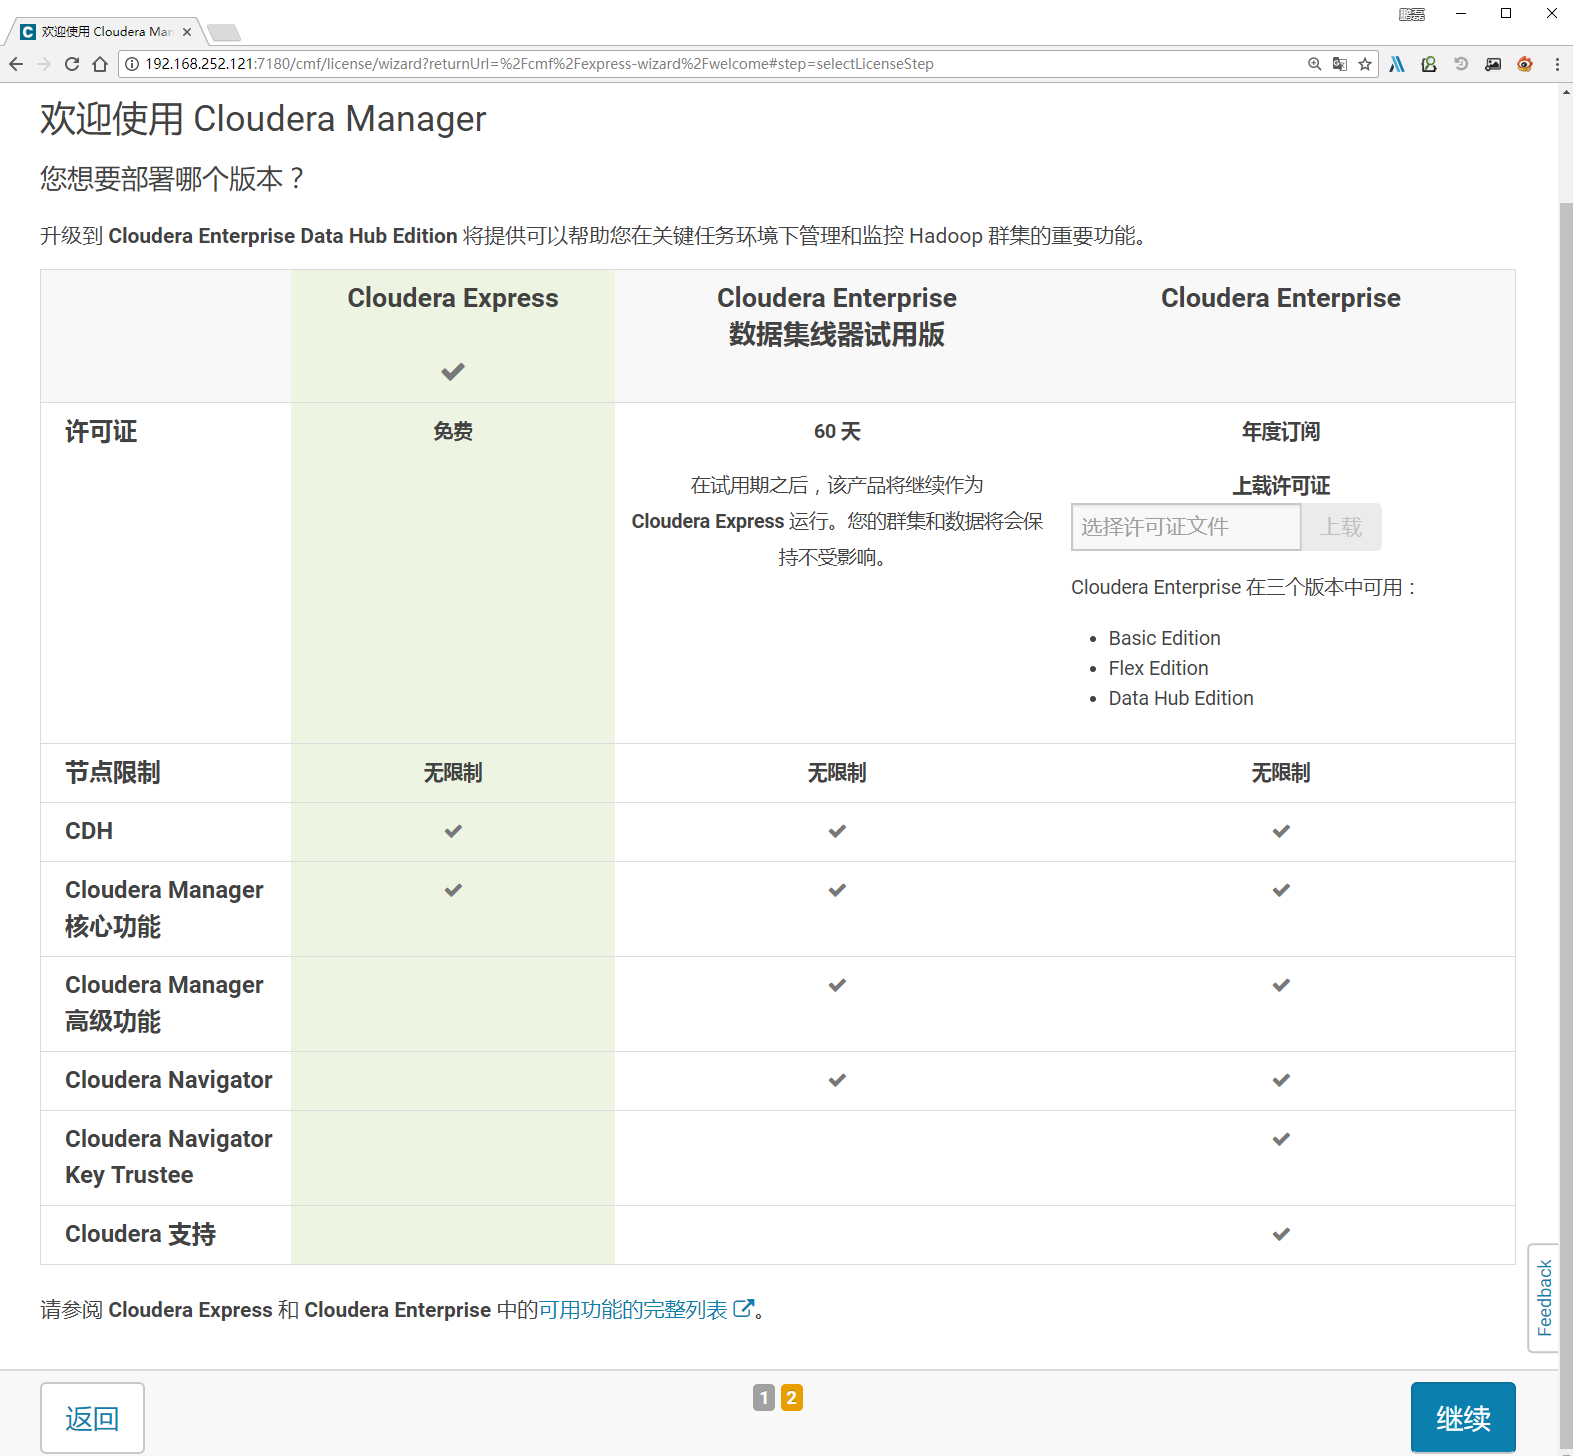 鹏磊
欢迎使用 Cloudera Man
192.168.252.121:7180/cmf/license/wizard?returnUrl=%2Fcmf%2Fexpress-wizard%2Fwelcome#step=selectLicenseStep
欢迎使用 Cloudera Manager
您想要部署哪个版本？
升级到 Cloudera Enterprise Data Hub Edition 将提供可以帮助您在关键任务环境下管理和监控 Hadoop 群集的重要功能。
Cloudera Express
Cloudera Enterprise
数据集线器试用版
Cloudera Enterprise
许可证
免费
60 天
在试用期之后，该产品将继续作为
Cloudera Express 运行。您的群集和数据将会保
持不受影响。
年度订阅
上载许可证
选择许可证文件
上载
Cloudera Enterprise 在三个版本中可用：
• Basic Edition
• Flex Edition
• Data Hub Edition
节点限制
无限制
无限制
无限制
CDH
Cloudera Manager
核心功能
Cloudera Manager
高级功能
Cloudera Navigator
Cloudera Navigator
Key Trustee
Cloudera 支持
请参阅 Cloudera Express 和 Cloudera Enterprise 中的可用功能的完整列表。
Feedback
返回
1 2
继续